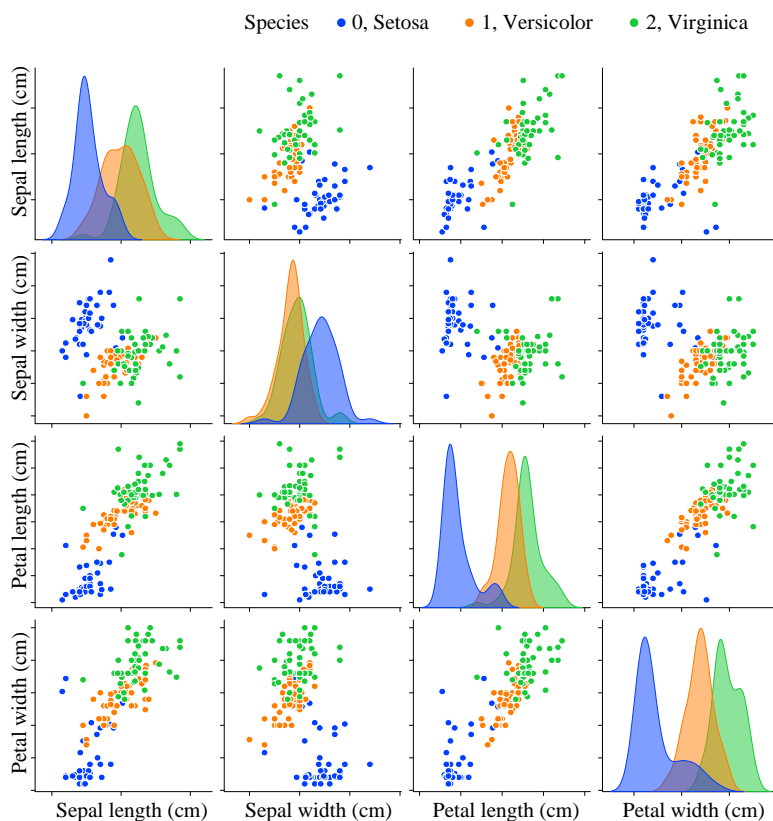 Species 0, Setosa 1, Versicolor 2, Virginica
Sepal length (cm)
Sepal width (cm)
Petal length (cm)
Petal width (cm)
Sepal length (cm) Sepal width (cm) Petal length (cm) Petal width (cm)